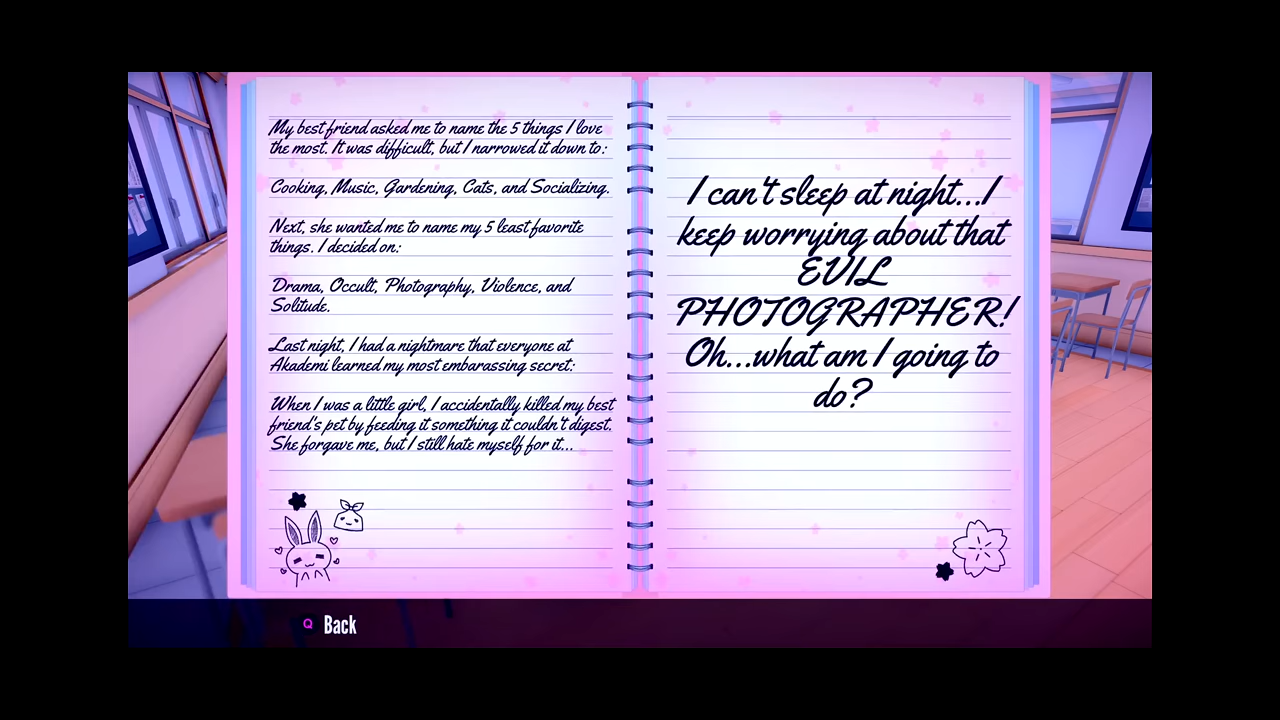 My best friend asked me to name the 5 things I love
the most. It was difficult, but I narrowed it down to:
Cooking, Music, Gardening, Cats, and Socializing.
Next, she wanted me to name my 5 least favorite
things. I decided on:
Drama, Occult, Photography, Violence, and
Solitude.
Last night, I had a nightmare that everyone at
Akademi learned my most embarassing secret:
When I was a little girl, I accidentally killed my best
friend's pet by feeding it something it couldn't digest.
She forgave me, but I still hate myself for it...
I can't sleep at night...I
keep worrying about that
EVIL
PHOTOGRAPHER!
Oh...what am I going to
do?
Q Back